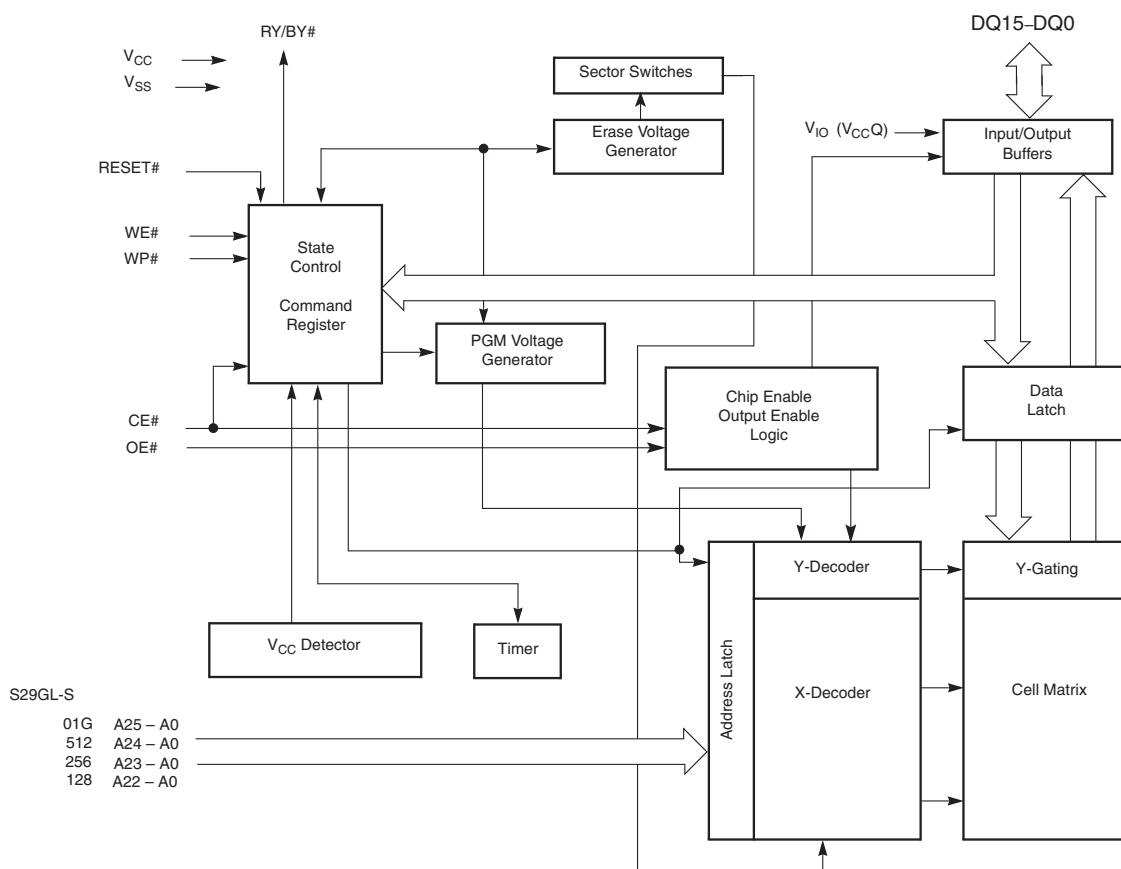 RY/BY#
DQ15–DQ0
VCC
VSS
Sector Switches
Erase Voltage
Generator
VIO (VCCQ)
Input/Output
Buffers
RESET#
WE#
WP#
State
Control
Command
Register
PGM Voltage
Generator
Chip Enable
Output Enable
Logic
Data
Latch
CE#
OE#
Y-Decoder
Y-Gating
VCC Detector
Timer
Address Latch
X-Decoder
Cell Matrix
S29GL-S
01G A25 – A0
512 A24 – A0
256 A23 – A0
128 A22 – A0